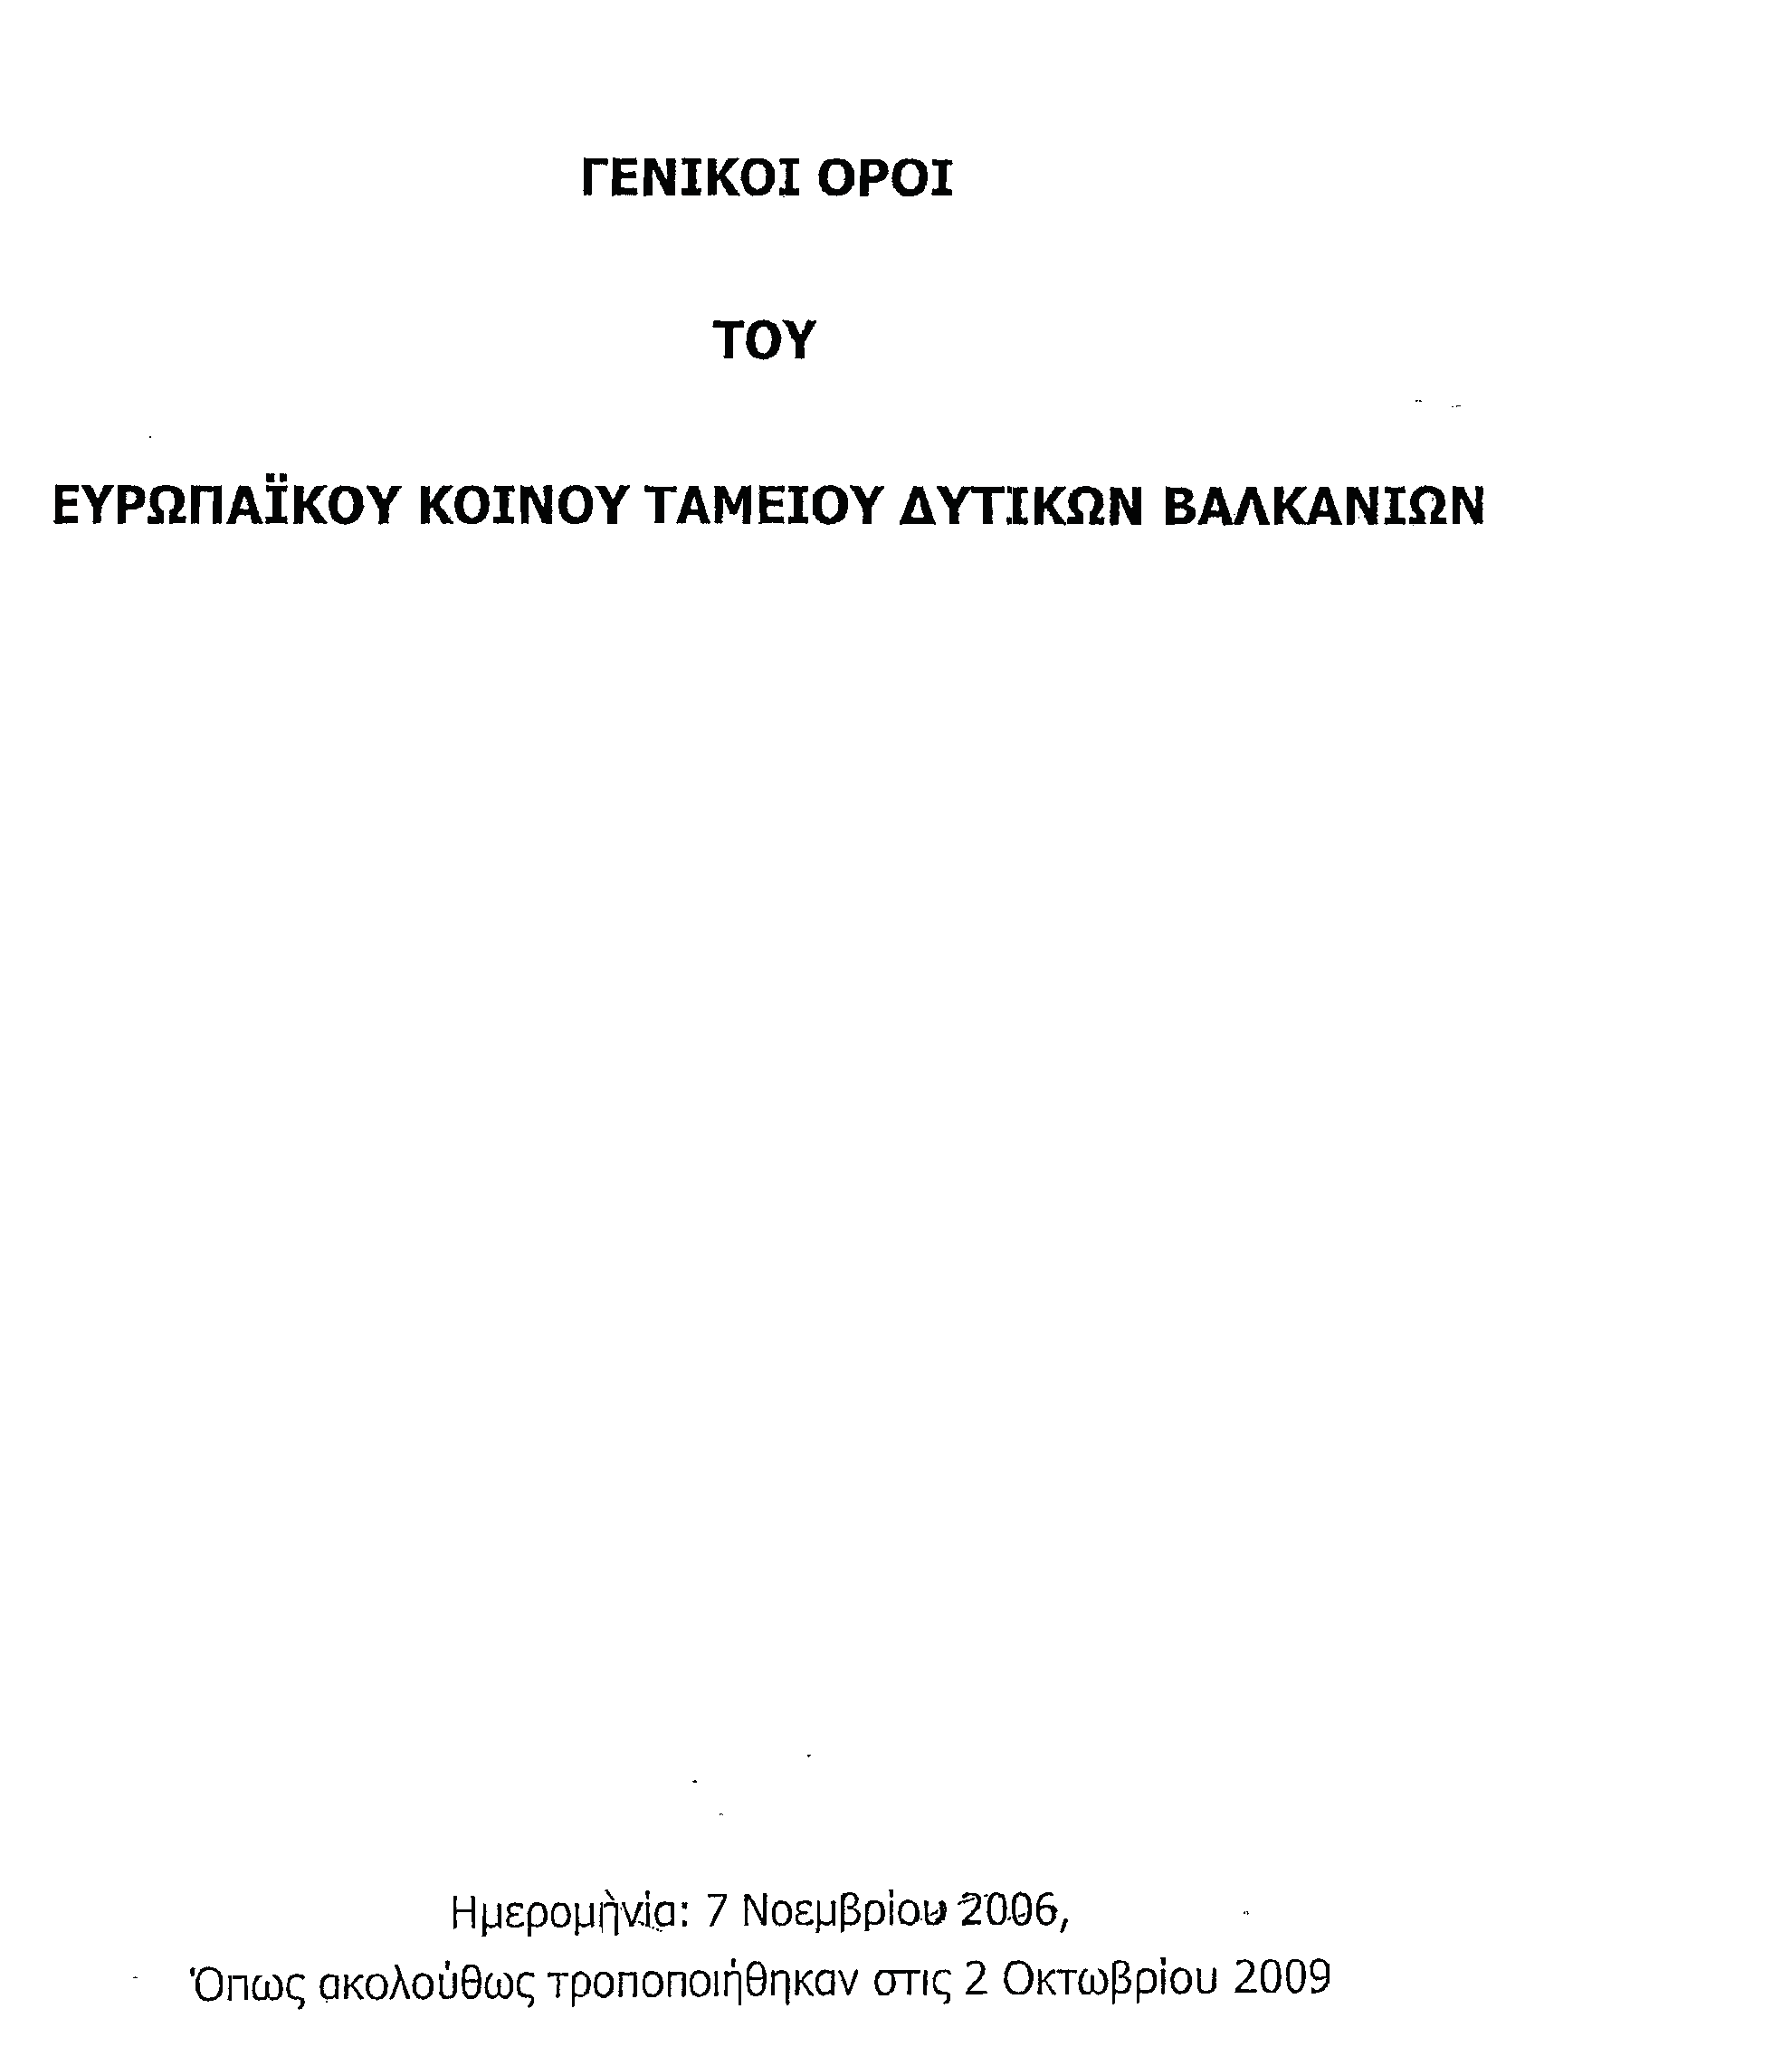 ΓΕΝΙΚΟΙ ΟΡΟΙ
ΤΟΥ
ΕΥΡΩΠΑΪΚΟΥ ΚΟΙΝΟΥ ΤΑΜΕΙΟΥ ΔΥΤΙΚΩΝ ΒΑΛΚΑΝΙΩΝ
Ημερομηνία: 7 Νοεμβρίου 2006,
Όπως ακολούθως τροποποιήθηκαν στις 2 Οκτωβρίου 2009